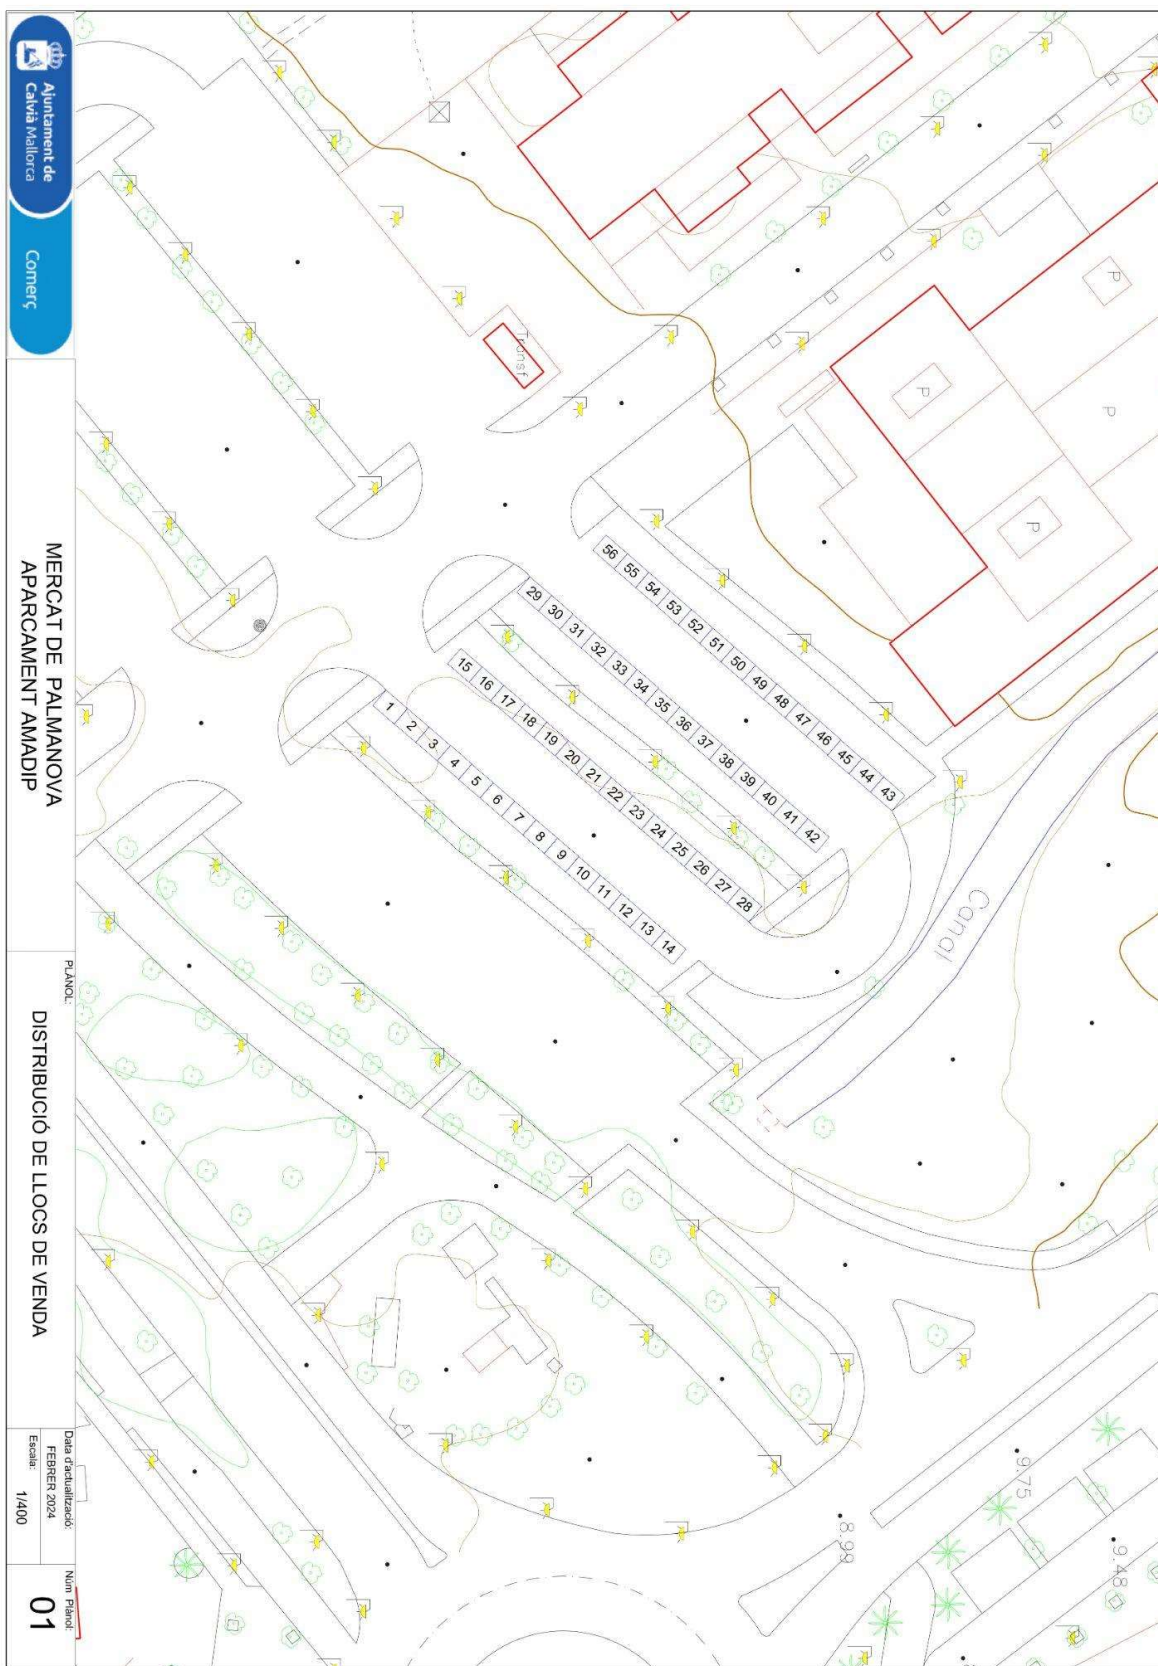 Ajuntament de
Calvià Mallorca
Comerç
MERCAT DE PALMANOVA
APARCAMENT AMADIP
PLÀNOL:
DISTRIBUCIÓ DE LLOCS DE VENDA
Data d'actualització:
FEBRER 2024
Escala:
1/400
Núm Plànol:
01
Transf
P
P
P
P
Canal
56 55 54 53 52 51 50 49 48 47 46 45 44 43
29 30 31 32 33 34 35 36 37 38 39 40 41 42
15 16 17 18 19 20 21 22 23 24 25 26 27 28
1 2 3 4 5 6 7 8 9 10 11 12 13 14
9.75
8.99
9.48